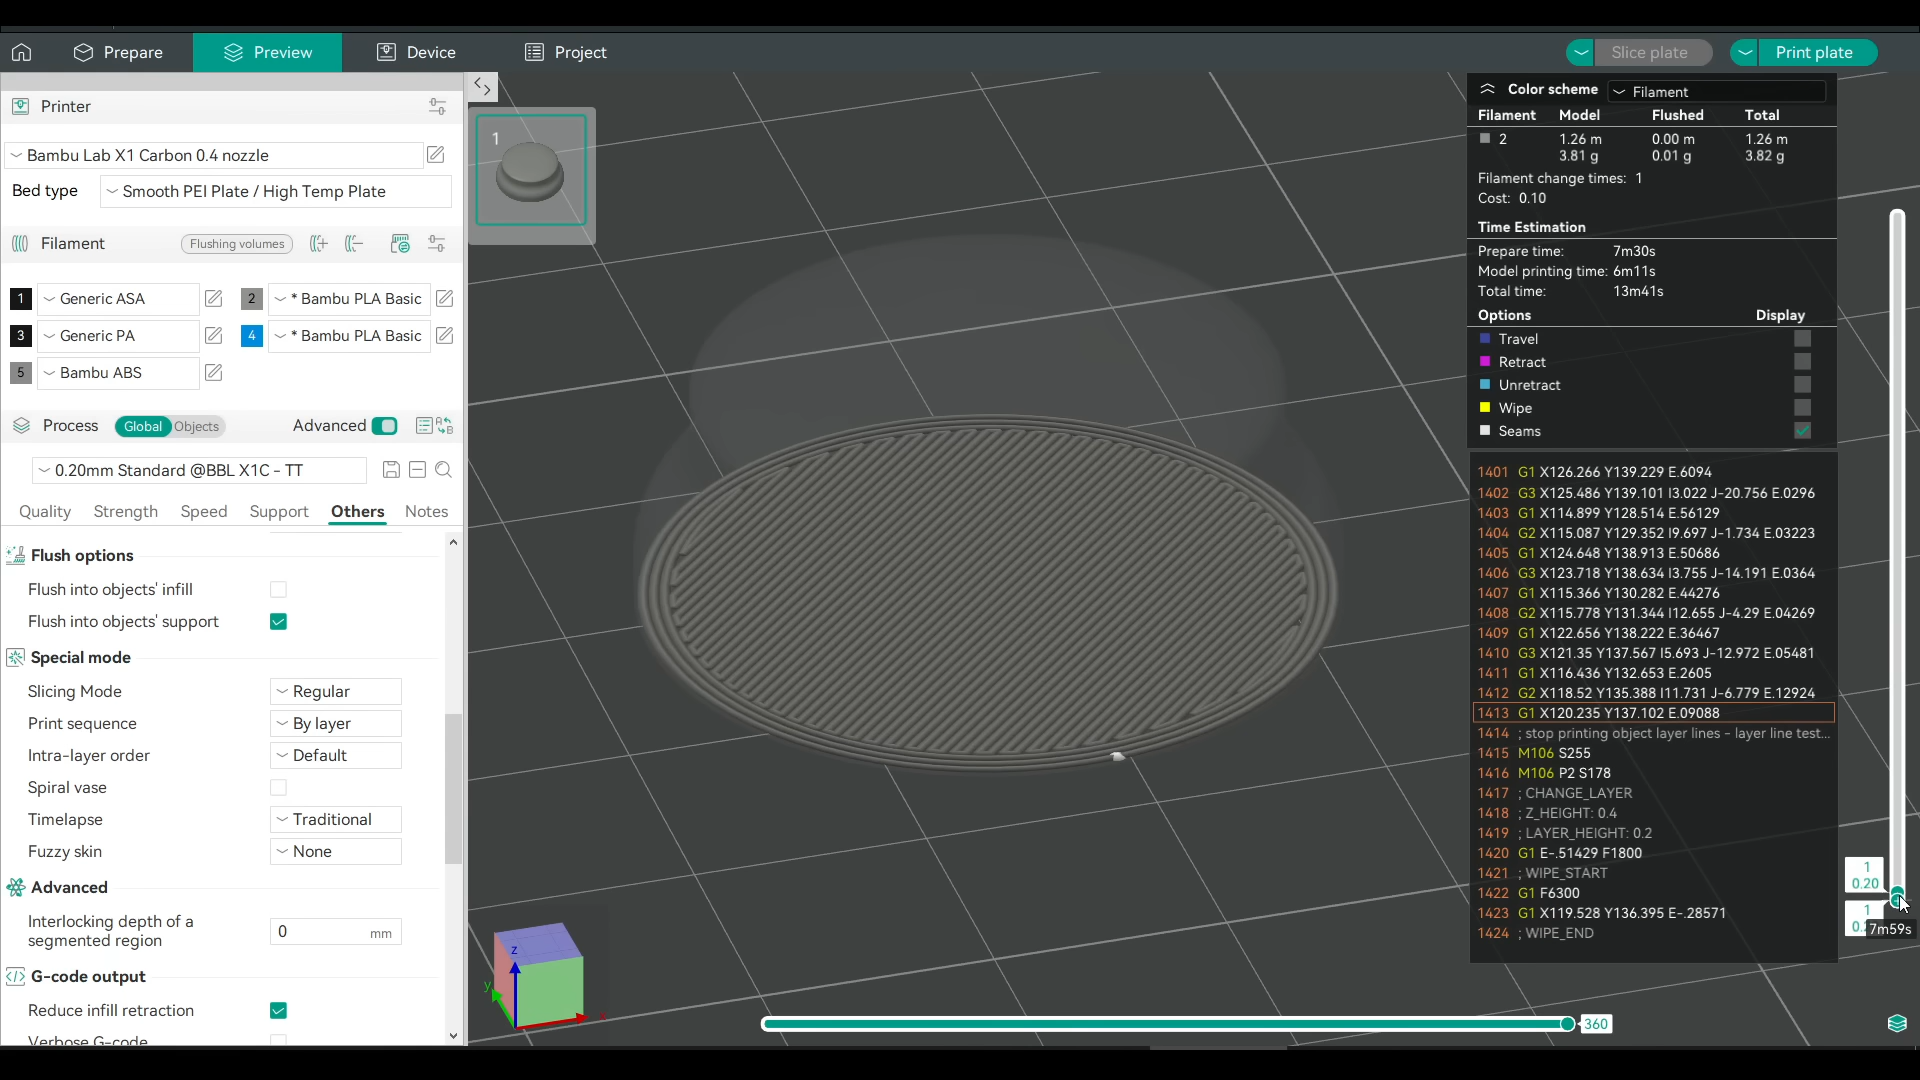 Prepare
Preview
Device
Project
Slice plate
Print plate
Printer
Bambu Lab X1 Carbon 0.4 nozzle
Bed type
Smooth PEI Plate / High Temp Plate
Filament
Flushing volumes
1 Generic ASA
2 * Bambu PLA Basic
3 Generic PA
4 * Bambu PLA Basic
5 Bambu ABS
Process
Global
Objects
Advanced
0.20mm Standard @BBL X1C - TT
Quality
Strength
Speed
Support
Others
Notes
Flush options
Flush into objects' infill
Flush into objects' support
Special mode
Slicing Mode Regular
Print sequence By layer
Intra-layer order Default
Spiral vase
Timelapse Traditional
Fuzzy skin None
Advanced
Interlocking depth of a
segmented region
0 mm
G-code output
Reduce infill retraction
Verbose G-code
1
z
y
Color scheme Filament
Filament Model Flushed Total
2 1.26 m 0.00 m 1.26 m
3.81 g 0.01 g 3.82 g
Filament change times: 1
Cost: 0.10
Time Estimation
Prepare time: 7m30s
Model printing time: 6m11s
Total time: 13m41s
Options Display
Travel
Retract
Unretract
Wipe
Seams
1401 G1 X126.266 Y139.229 E.6094
1402 G3 X125.486 Y139.101 I3.022 J-20.756 E.0296
1403 G1 X114.899 Y128.514 E.56129
1404 G2 X115.087 Y129.352 I9.697 J-1.734 E.03223
1405 G1 X124.648 Y138.913 E.50686
1406 G3 X123.718 Y138.634 I3.755 J-14.191 E.0364
1407 G1 X115.366 Y130.282 E.44276
1408 G2 X115.778 Y131.344 I12.655 J-4.29 E.04269
1409 G1 X122.656 Y138.222 E.36467
1410 G3 X121.35 Y137.567 I5.693 J-12.972 E.05481
1411 G1 X116.436 Y132.653 E.2605
1412 G2 X118.52 Y135.388 I11.731 J-6.779 E.12924
1413 G1 X120.235 Y137.102 E.09088
1414 ; stop printing object layer lines - layer line test...
1415 M106 S255
1416 M106 P2 S178
1417 ; CHANGE_LAYER
1418 ; Z_HEIGHT: 0.4
1419 ; LAYER_HEIGHT: 0.2
1420 G1 E-.51429 F1800
1421 ; WIPE_START
1422 G1 F6300
1423 G1 X119.528 Y136.395 E-.28571
1424 ; WIPE_END
1
0.20
1
7m59s
360